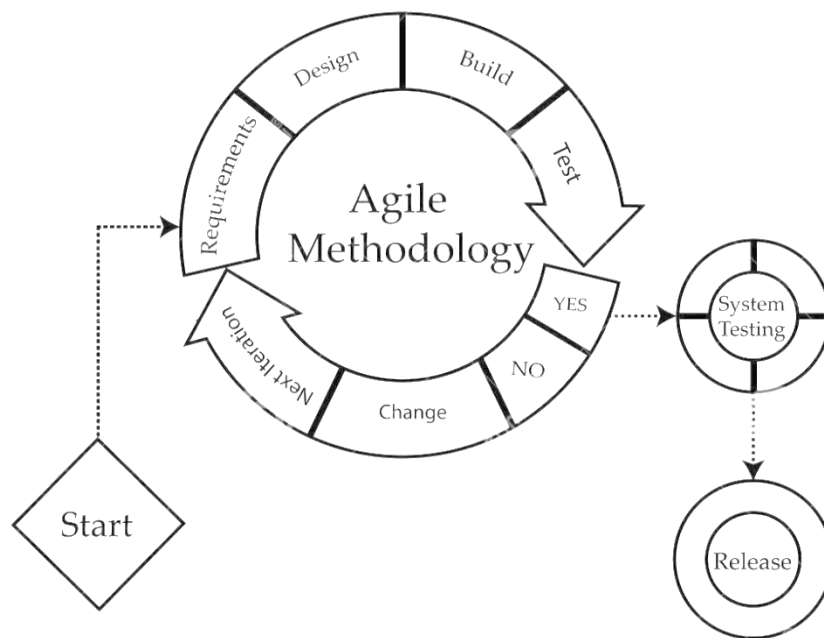 Design
Build
Requirements
Test
Agile
Methodology
YES
NO
Change
Next Iteration
System
Testing
Start
Release